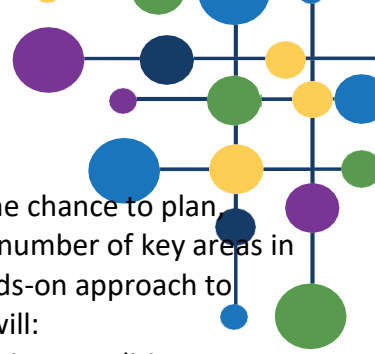 he chance to plan,
number of key areas in
ds-on approach to
will: